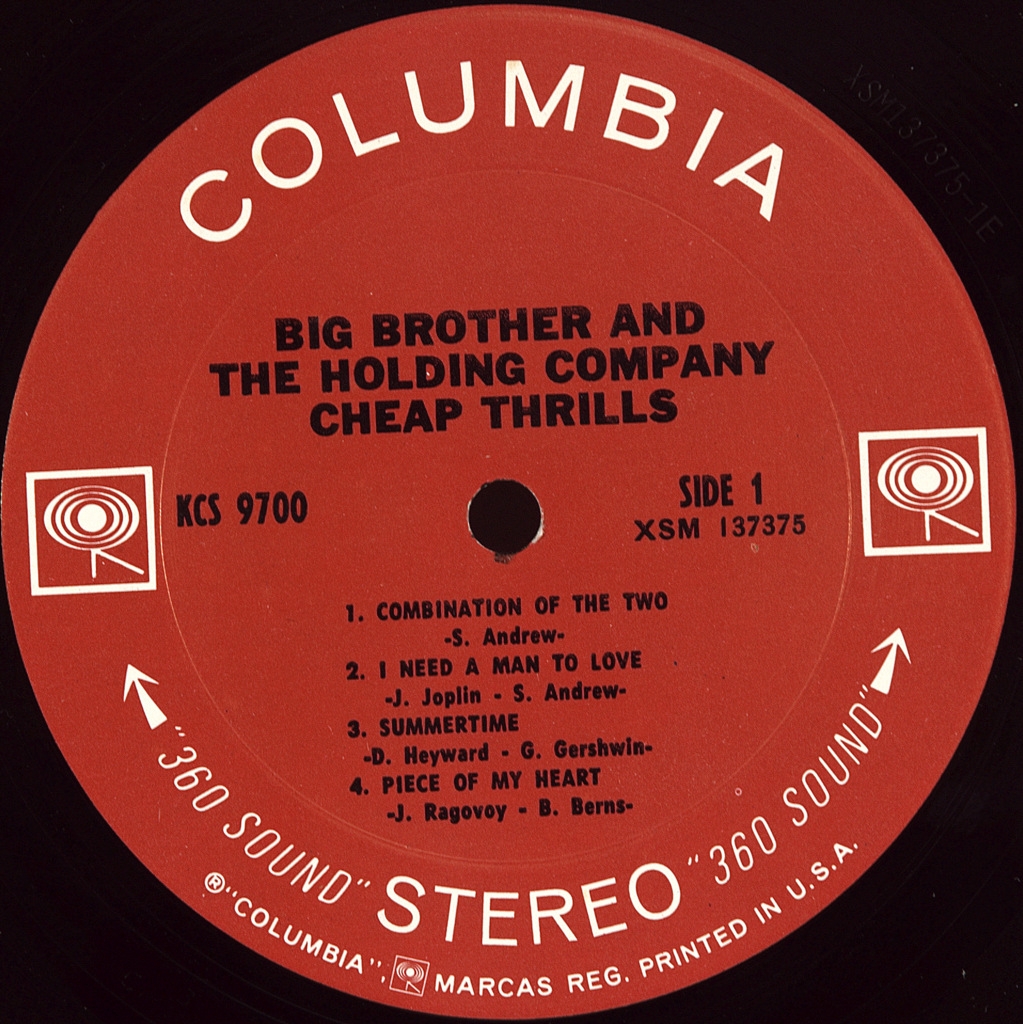 COLUMBIA
XSM137375-1E
BIG BROTHER AND
THE HOLDING COMPANY
CHEAP THRILLS
KCS 9700
SIDE 1
XSM 137375
1. COMBINATION OF THE TWO
-S. Andrew-
2. I NEED A MAN TO LOVE
-J. Joplin - S. Andrew-
3. SUMMERTIME
-D. Heyward - G. Gershwin-
4. PIECE OF MY HEART
-J. Ragovoy - B. Berns-
"360 SOUND" STEREO "360 SOUND"
® "COLUMBIA", MARCAS REG. PRINTED IN U.S.A.